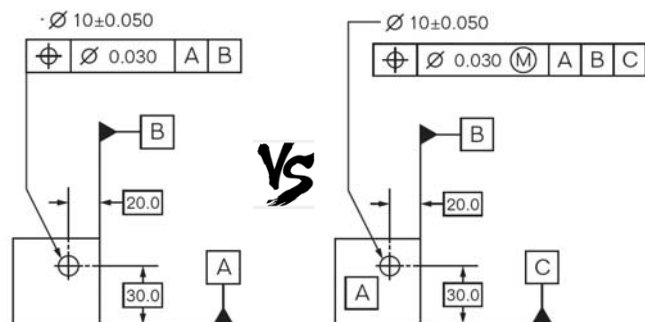 · Ø 10±0.050
⌖ Ø 0.030 A B
B
20.0
A
30.0
VS
Ø 10±0.050
⌖ Ø 0.030 Ⓜ A B C
B
20.0
A
C
30.0